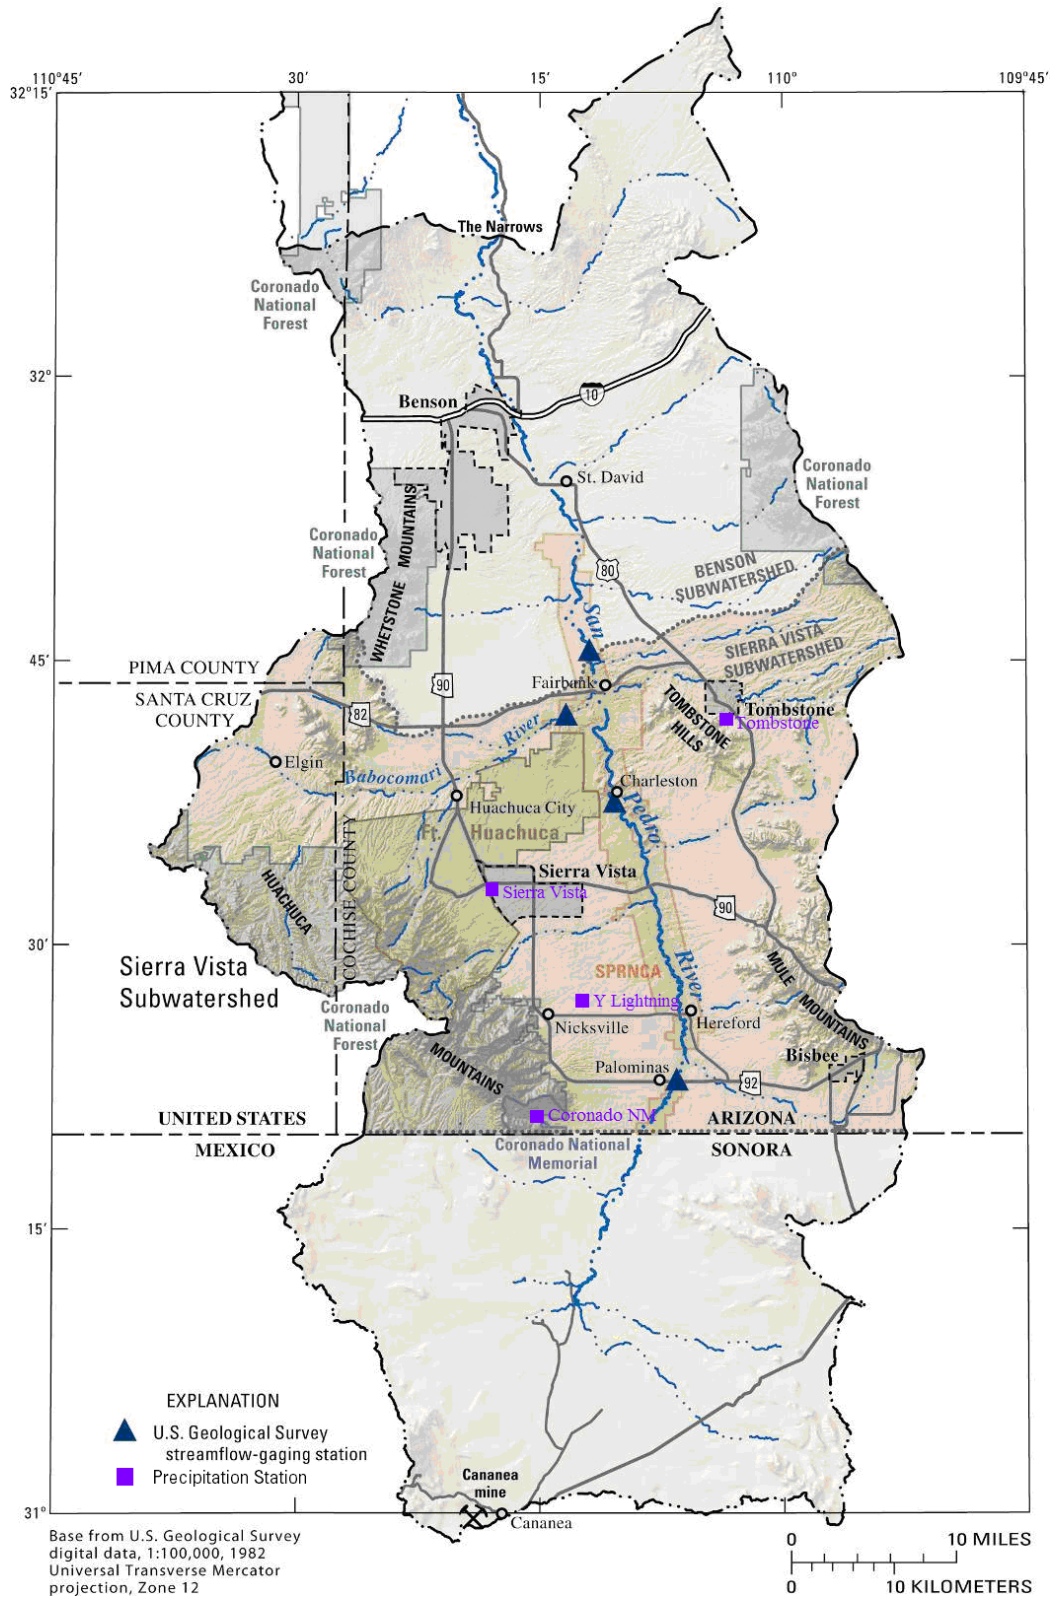 110°45′
30′
15′
110°
109°45′
32°15′
The Narrows
Coronado
National
Forest
32°
10
Benson
Coronado
National
Forest
St. David
WHETSTONE MOUNTAINS
Coronado
National
Forest
80
BENSON
SUBWATERSHED
San
SIERRA VISTA
SUBWATERSHED
45′
PIMA COUNTY
SANTA CRUZ
COUNTY
90
Fairbank
82
TOMBSTONE
HILLS
Tombstone
Tombstone
River
Elgin
Babocomari
Charleston
Huachuca City
Pedro
Ft. Huachuca
COCHISE COUNTY
Sierra Vista
Sierra Vista
HUACHUCA
90
30′
Sierra Vista
Subwatershed
SPRNCA
River
MULE MOUNTAINS
Y Lightning
Coronado
National
Forest
Nicksville
Hereford
MOUNTAINS
Bisbee
Palominas
92
Coronado NM
UNITED STATES
ARIZONA
MEXICO
SONORA
Coronado National
Memorial
15′
EXPLANATION
U.S. Geological Survey
streamflow-gaging station
Precipitation Station
Cananea
mine
31°
Cananea
Base from U.S. Geological Survey
digital data, 1:100,000, 1982
Universal Transverse Mercator
projection, Zone 12
0 10 MILES
0 10 KILOMETERS